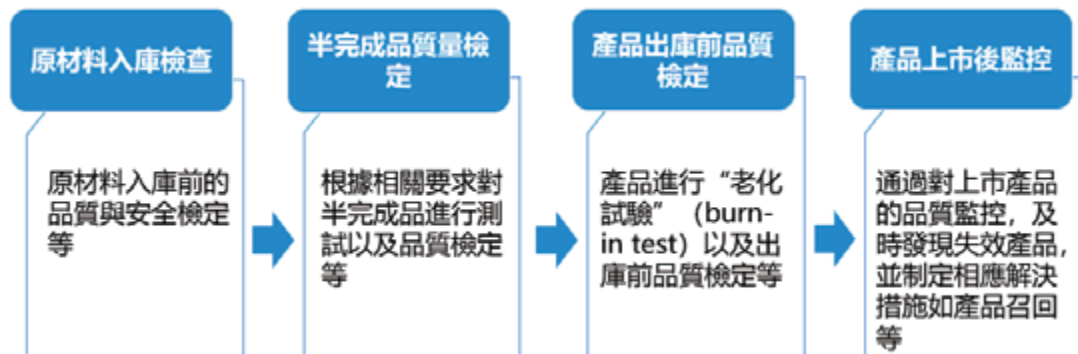 原材料入庫檢查
原材料入庫前的
品質與安全檢定
等
半完成品質量檢
定
根據相關要求對
半完成品進行測
試以及品質檢定
等
產品出庫前品質
檢定
產品進行“老化
試驗”（burn-
in test）以及出
庫前品質檢定等
產品上市後監控
通過對上市產品
的品質監控，及
時發現失效產品，
並制定相應解決
措施如產品召回
等